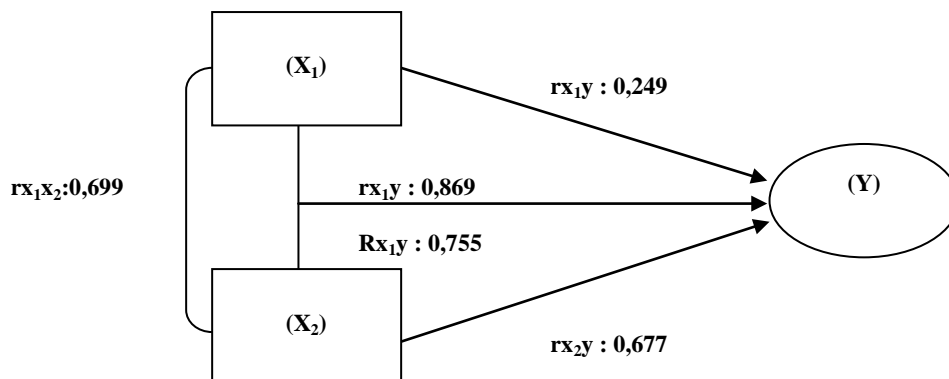 (X₁)
rx₁y : 0,249
rx₁x₂:0,699
rx₁y : 0,869
(Y)
Rx₁y : 0,755
(X₂)
rx₂y : 0,677